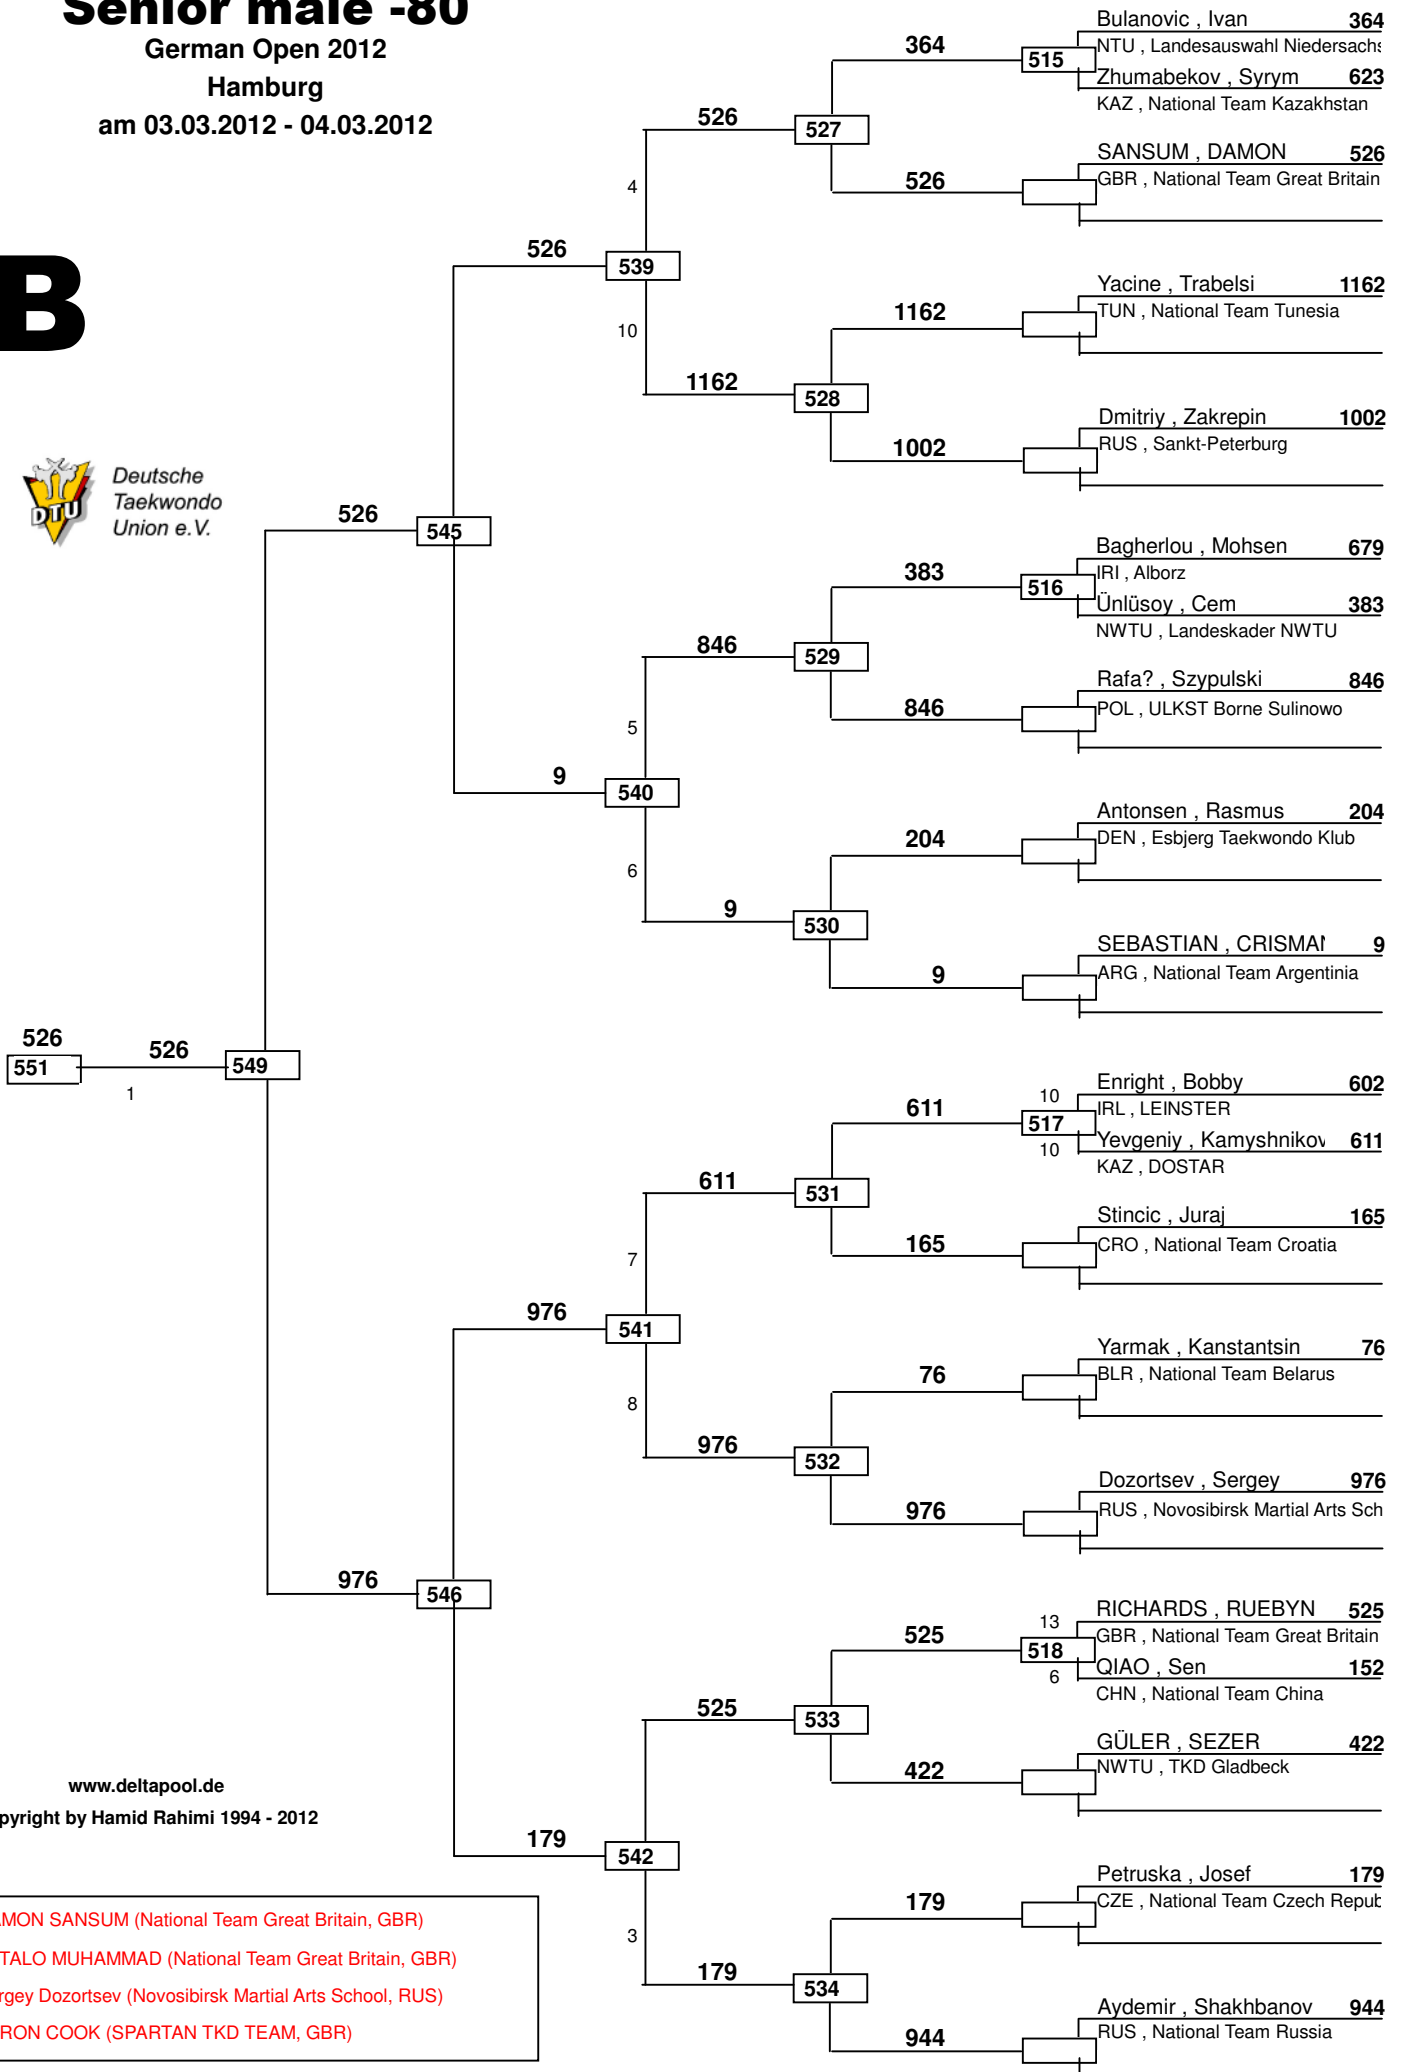 Senior male -80
German Open 2012
Hamburg
am 03.03.2012 - 04.03.2012
B
Deutsche
Taekwondo
Union e.V.
DTU
Bulanovic , Ivan 364
NTU , Landesauswahl Niedersachs
364
515
Zhumabekov , Syrym 623
KAZ , National Team Kazakhstan
526
527
SANSUM , DAMON 526
GBR , National Team Great Britain
526
4
526
539
Yacine , Trabelsi 1162
TUN , National Team Tunesia
1162
10
1162
528
Dmitriy , Zakrepin 1002
RUS , Sankt-Peterburg
1002
526
545
Bagherlou , Mohsen 679
IRI , Alborz
383
516
Ünlüsoy , Cem 383
NWTU , Landeskader NWTU
846
529
Rafa? , Szypulski 846
POL , ULKST Borne Sulinowo
846
5
9
540
Antonsen , Rasmus 204
DEN , Esbjerg Taekwondo Klub
204
6
9
530
SEBASTIAN , CRISMAN 9
ARG , National Team Argentinia
9
526
551
526
549
1
Enright , Bobby 602
10
IRL , LEINSTER
611
517
Yevgeniy , Kamyshnikov 611
10
KAZ , DOSTAR
611
531
Stincic , Juraj 165
CRO , National Team Croatia
165
7
976
541
Yarmak , Kanstantsin 76
BLR , National Team Belarus
76
8
976
532
Dozortsev , Sergey 976
RUS , Novosibirsk Martial Arts Sch
976
976
546
RICHARDS , RUEBYN 525
13
GBR , National Team Great Britain
525
518
QIAO , Sen 152
6
CHN , National Team China
525
533
GÜLER , SEZER 422
NWTU , TKD Gladbeck
422
www.deltapool.de
pyright by Hamid Rahimi 1994 - 2012
179
542
Petruska , Josef 179
CZE , National Team Czech Repub
179
3
179
534
Aydemir , Shakhbanov 944
RUS , National Team Russia
944
AMON SANSUM (National Team Great Britain, GBR)
TALO MUHAMMAD (National Team Great Britain, GBR)
rgey Dozortsev (Novosibirsk Martial Arts School, RUS)
RON COOK (SPARTAN TKD TEAM, GBR)